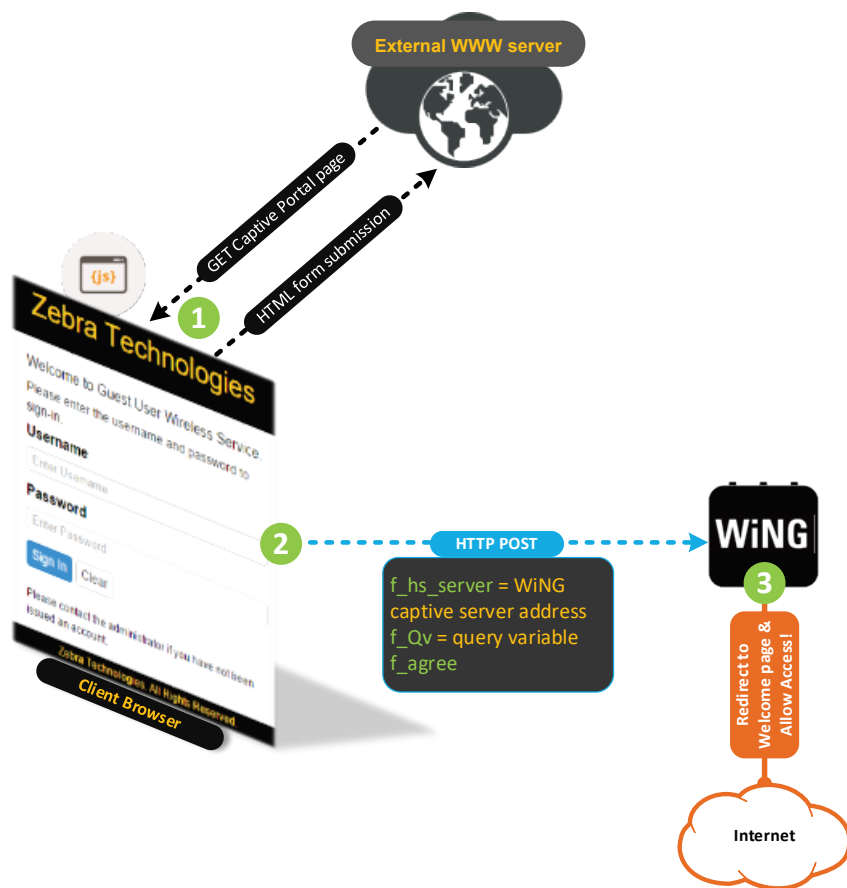 External WWW server
GET Captive Portal page
HTML form submission
{js}
1
Zebra Technologies
Welcome to Guest User Wireless Service.
Please enter the username and password to
sign-in.
Username
Enter Username
Password
Enter Password
Sign In
Clear
Please contact the administrator if you have not been
issued an account.
Zebra Technologies. All Rights Reserved.
Client Browser
2
HTTP POST
f_hs_server = WiNG
captive server address
f_Qv = query variable
f_agree
WiNG
3
Redirect to
Welcome page &
Allow Access!
Internet